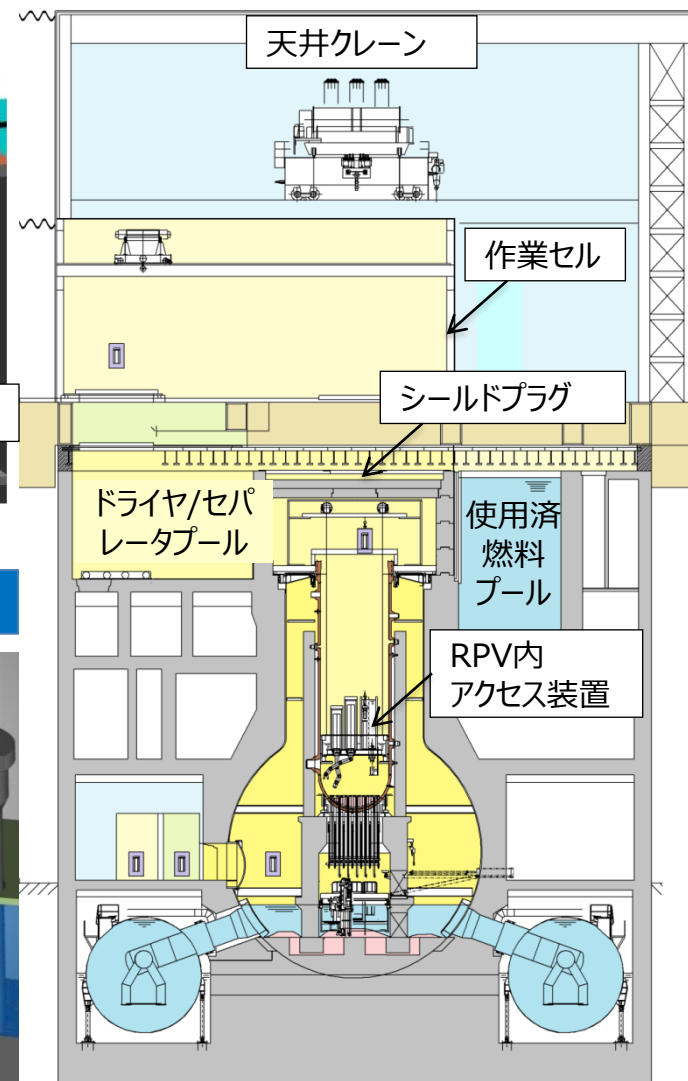 天井クレーン
作業セル
シールドプラグ
ドライヤ/セパ
レータプール
使用済
燃料
プール
RPV内
アクセス装置